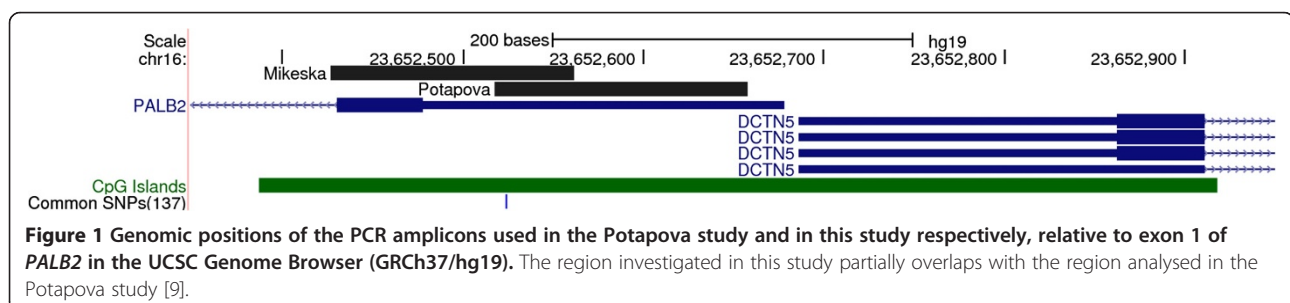 Scale 200 bases hg19
chr16: 23,652,500 23,652,600 23,652,700 23,652,800 23,652,900
Mikeska
Potapova
PALB2
DCTN5
DCTN5
DCTN5
DCTN5
CpG Islands
Common SNPs(137)
Figure 1 Genomic positions of the PCR amplicons used in the Potapova study and in this study respectively, relative to exon 1 of
PALB2 in the UCSC Genome Browser (GRCh37/hg19). The region investigated in this study partially overlaps with the region analysed in the
Potapova study [9].